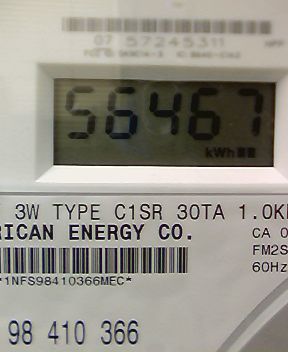 07 57245311
56467
kWh
3W TYPE C1SR 30TA 1.0K
RICAN ENERGY CO. CA 0
FM2S
60Hz
*1NFS98410366MEC*
98 410 366